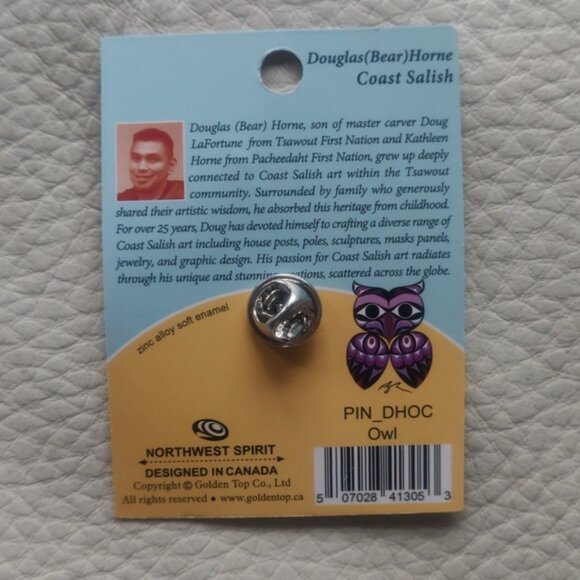 Douglas(Bear)Horne
Coast Salish
Douglas (Bear) Horne, son of master carver Doug
LaFortune from Tsawout First Nation and Kathleen
Horne from Pacheedaht First Nation, grew up deeply
connected to Coast Salish art within the Tsawout
community. Surrounded by family who generously
shared their artistic wisdom, he absorbed this heritage from childhood.
For over 25 years, Doug has devoted himself to crafting a diverse range of
Coast Salish art including house posts, poles, sculptures, masks panels,
jewelry, and graphic design. His passion for Coast Salish art radiates
through his unique and stunning scattered across the globe.
zinc alloy soft enamel
PIN_DHOC
Owl
NORTHWEST SPIRIT
DESIGNED IN CANADA
Copyright © Golden Top Co., Ltd
All rights reserved • www.goldentop.ca
5 07028 41305 3